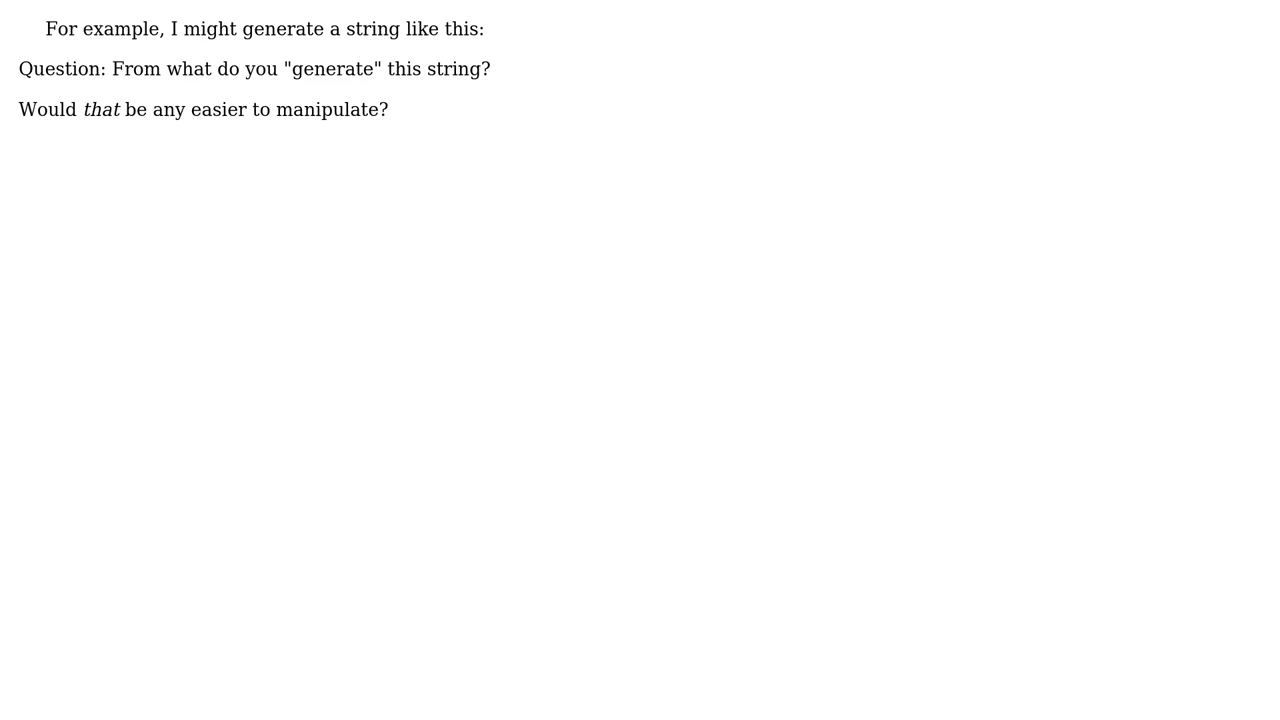 For example, I might generate a string like this:
Question: From what do you "generate" this string?
Would that be any easier to manipulate?